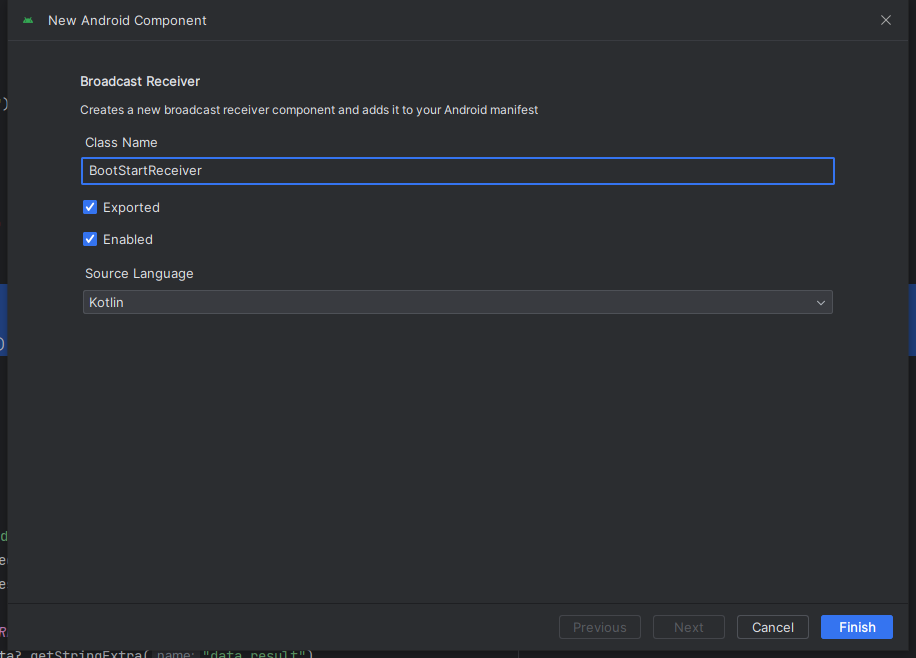 New Android Component
Broadcast Receiver
Creates a new broadcast receiver component and adds it to your Android manifest
Class Name
BootStartReceiver
Exported
Enabled
Source Language
Kotlin
Previous
Next
Cancel
Finish
ta?.getStringExtra( name: "data_result")